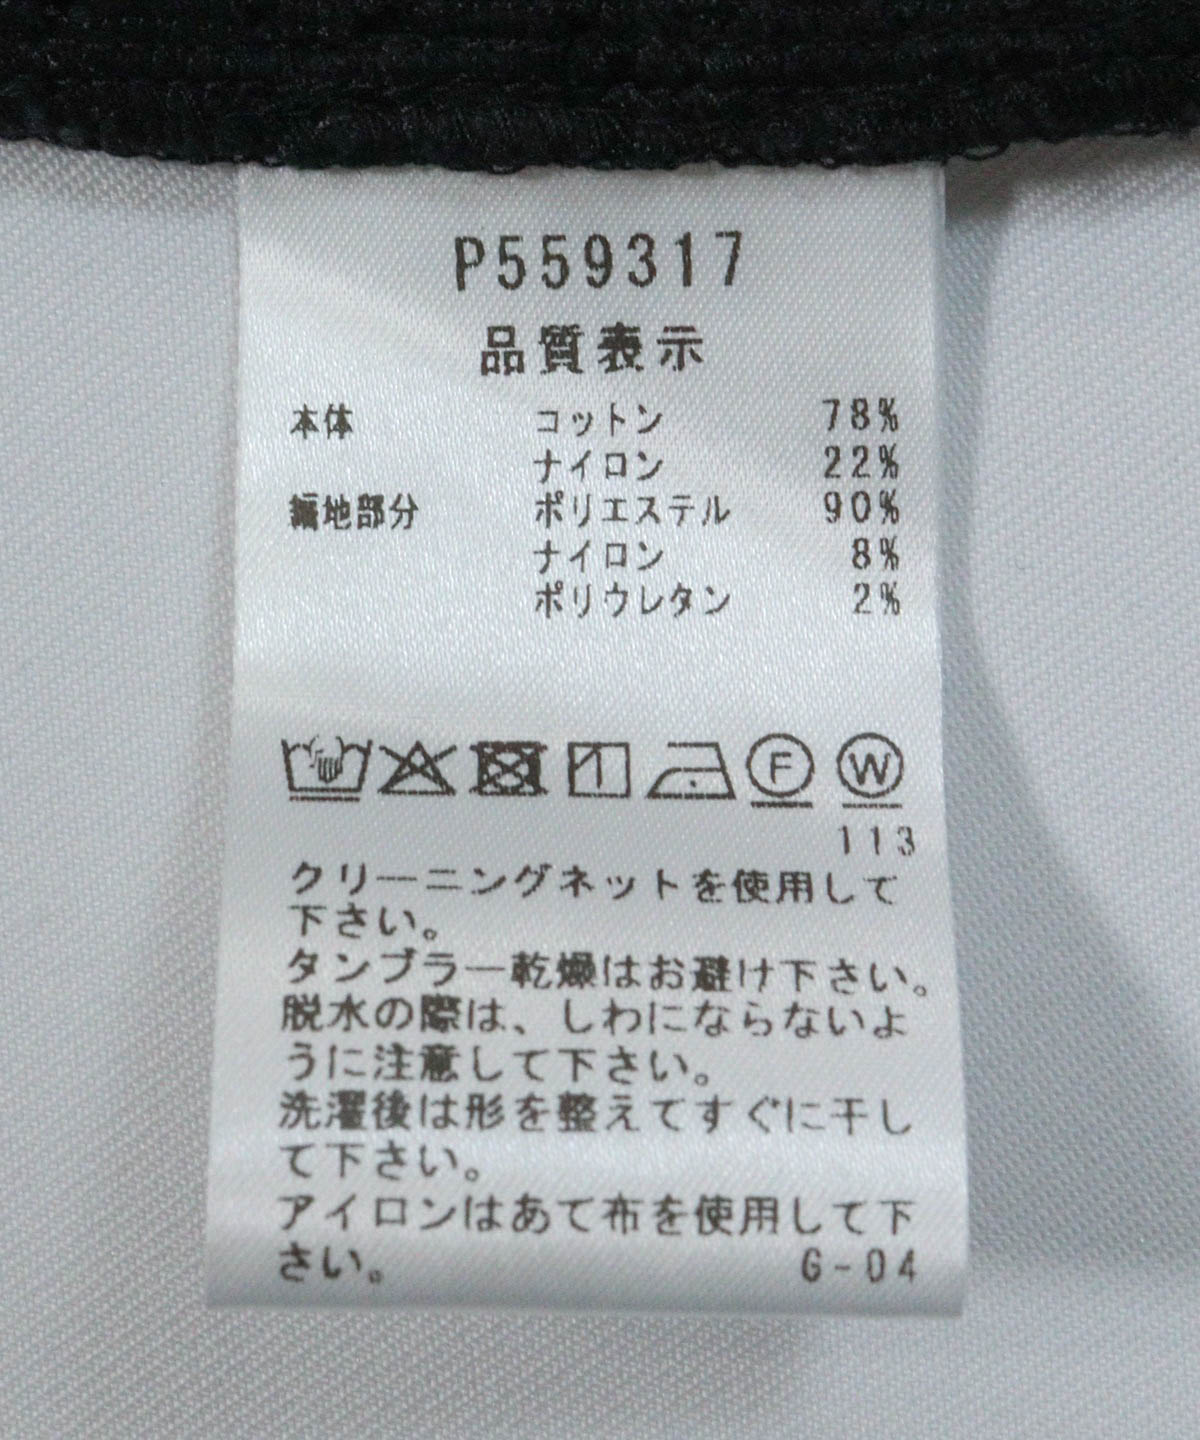 P559317
品質表示
本体 コットン 78%
ナイロン 22%
編地部分 ポリエステル 90%
ナイロン 8%
ポリウレタン 2%
F W
113
クリーニングネットを使用して
下さい。
タンブラー乾燥はお避け下さい。
脱水の際は、しわにならないよ
うに注意して下さい。
洗濯後は形を整えてすぐに干し
て下さい。
アイロンはあて布を使用して下
さい。 G-04